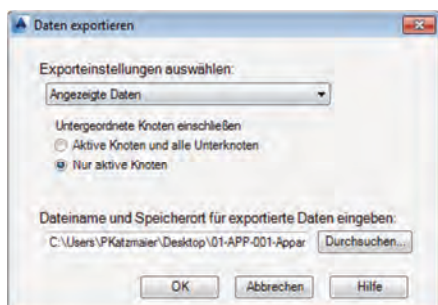 Daten exportieren
Exporteinstellungen auswählen:
Angezeigte Daten
Untergeordnete Knoten einschließen
Aktive Knoten und alle Unterknoten
Nur aktive Knoten
Dateiname und Speicherort für exportierte Daten eingeben:
C:\Users\PKatzmaier\Desktop\01-APP-001-Appar Durchsuchen...
OK Abbrechen Hilfe